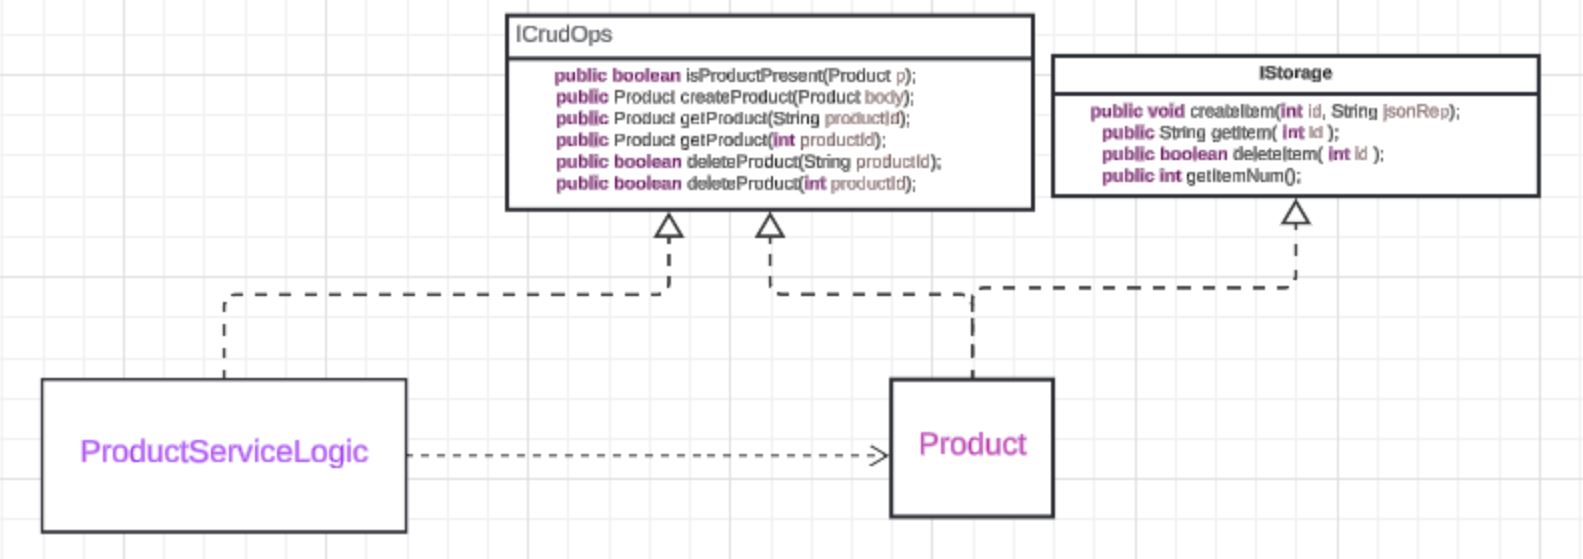 ICrudOps
public boolean isProductPresent(Product p);
public Product createProduct(Product body);
public Product getProduct(String productId);
public Product getProduct(int productId);
public boolean deleteProduct(String productId);
public boolean deleteProduct(int productId);
IStorage
public void createItem(int id, String jsonRep);
public String getItem( int id );
public boolean deleteItem( int id );
public int getItemNum();
ProductServiceLogic
Product